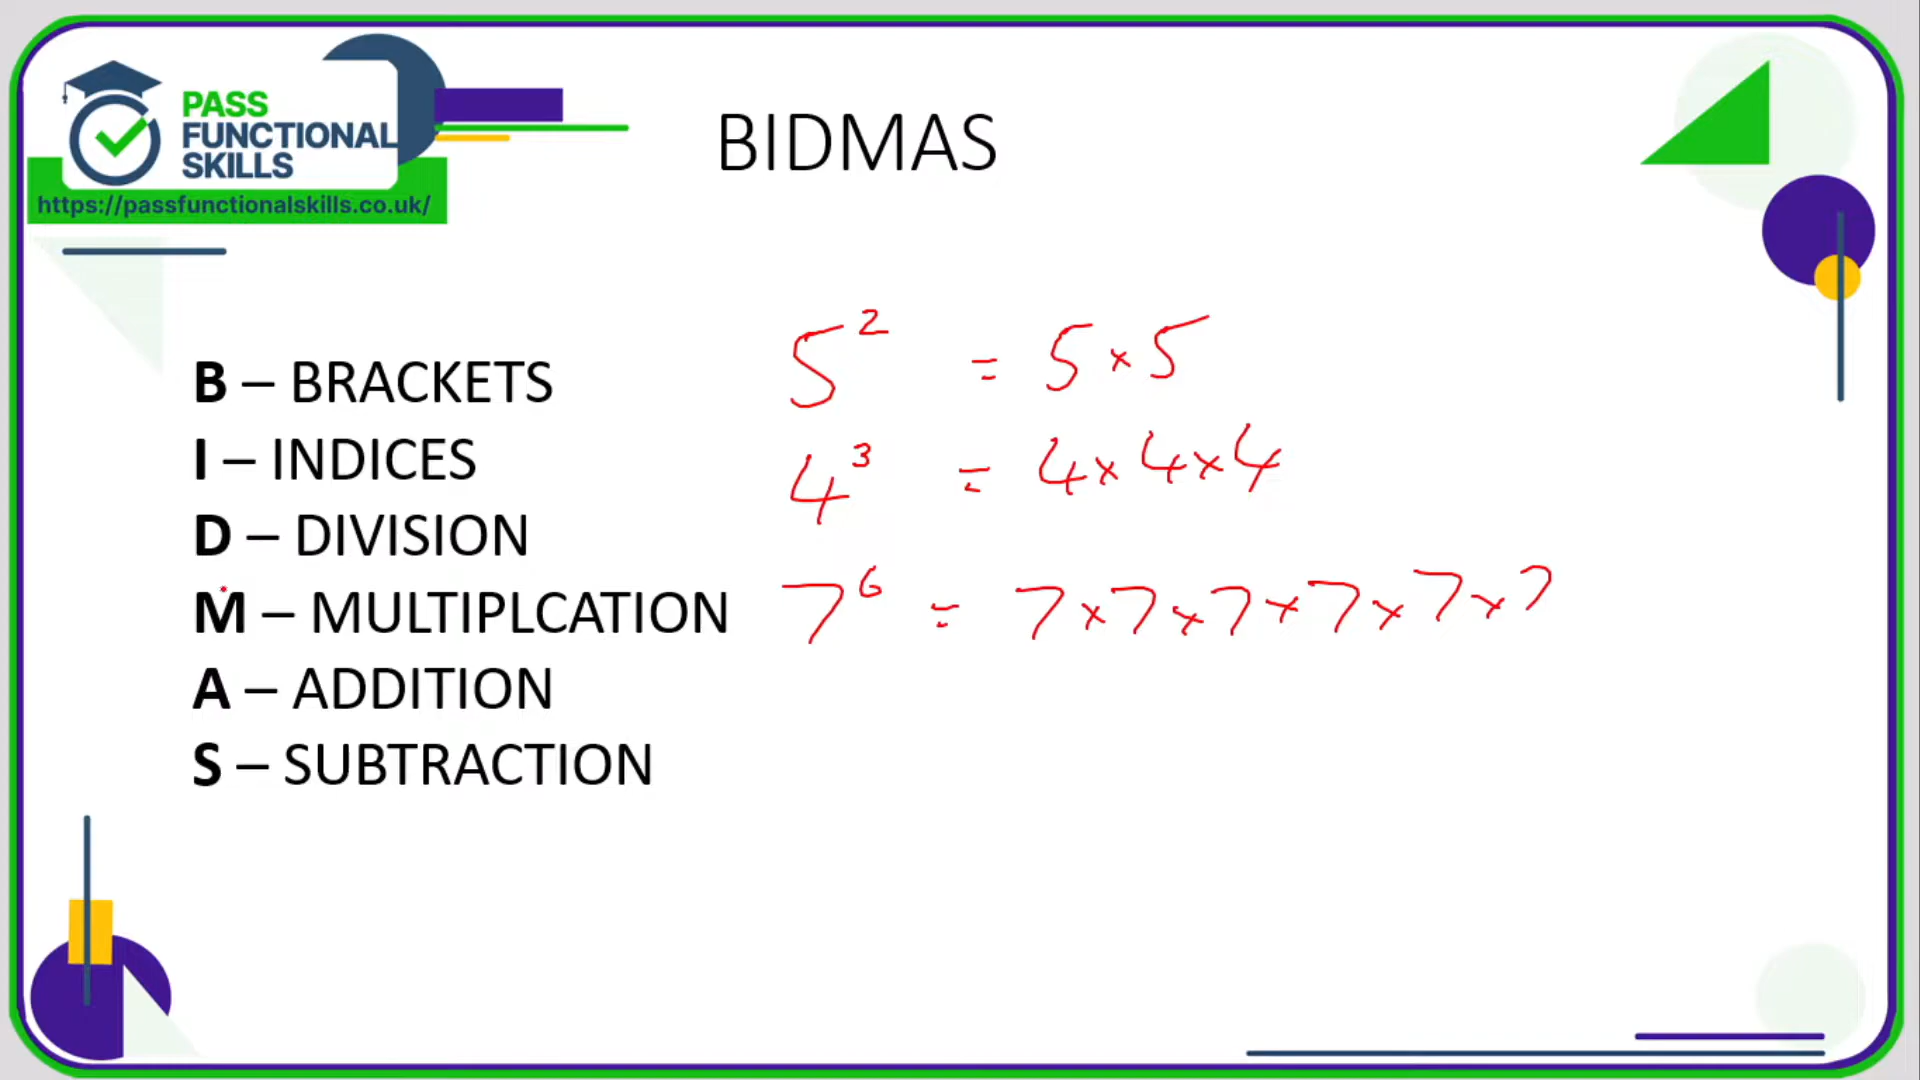 PASS
FUNCTIONAL
SKILLS
https://passfunctionalskills.co.uk/
BIDMAS
B – BRACKETS
I – INDICES
D – DIVISION
M – MULTIPLCATION
A – ADDITION
S – SUBTRACTION
5² = 5 × 5
4³ = 4 × 4 × 4
7⁶ = 7 × 7 × 7 × 7 × 7 × 7